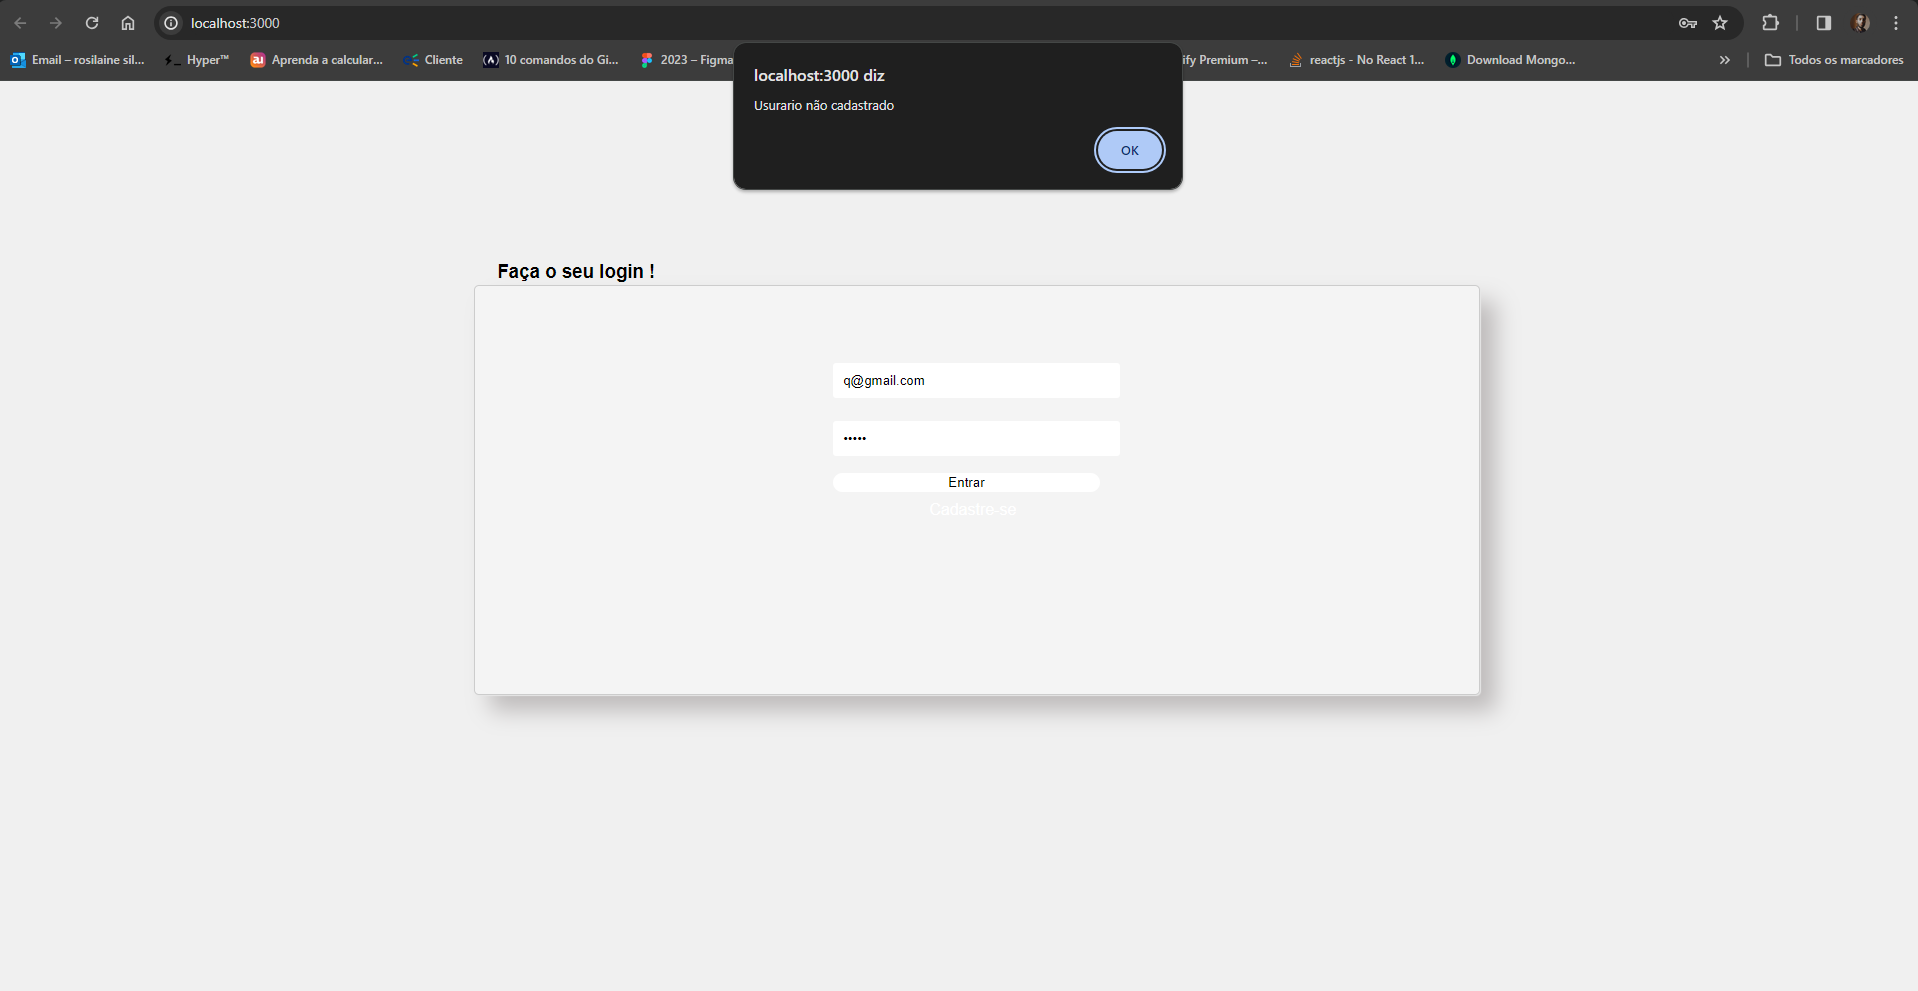 localhost:3000
Email – rosilaine sil...
Hyper™
Aprenda a calcular...
Cliente
10 comandos do Gi...
2023 – Figma
ify Premium –...
reactjs - No React 1...
Download Mongo...
»
Todos os marcadores
localhost:3000 diz
Usurario não cadastrado
OK
Faça o seu login !
q@gmail.com
•••••
Entrar
Cadastre-se